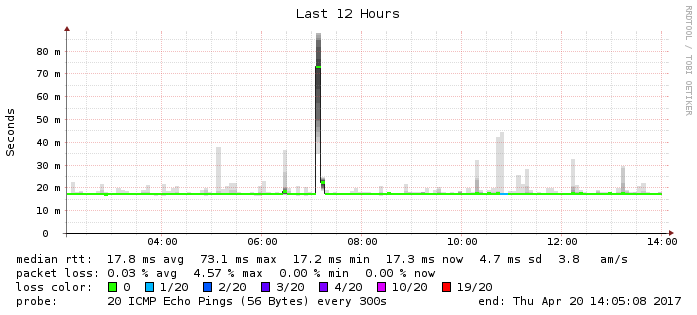 Last 12 Hours
RRDTOOL / TOBI OETIKER
Seconds
80 m
70 m
60 m
50 m
40 m
30 m
20 m
10 m
0
04:00 06:00 08:00 10:00 12:00 14:00
median rtt: 17.8 ms avg 73.1 ms max 17.2 ms min 17.3 ms now 4.7 ms sd 3.8 am/s
packet loss: 0.03 % avg 4.57 % max 0.00 % min 0.00 % now
loss color: 0 1/20 2/20 3/20 4/20 10/20 19/20
probe: 20 ICMP Echo Pings (56 Bytes) every 300s end: Thu Apr 20 14:05:08 2017